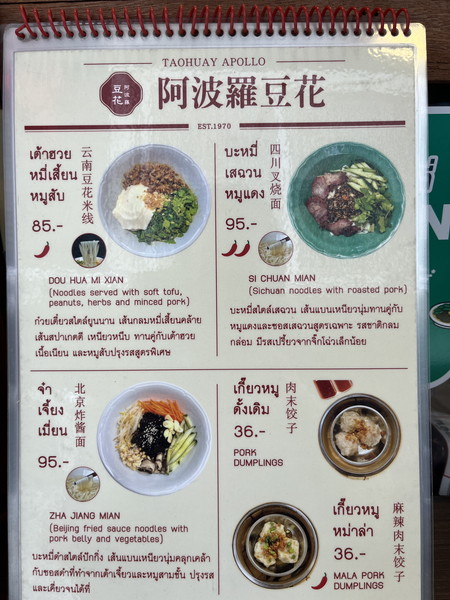 TAOHUAY APOLLO
豆花
阿波羅
阿波羅豆花
EST.1970
เต้าฮวย
หมี่เสี้ยน
หมูสับ
85.-
云南豆花米线
DOU HUA MI XIAN
(Noodles served with soft tofu,
peanuts, herbs and minced pork)
ก๋วยเตี๋ยวสไตล์ยูนนาน เส้นกลมหมี่เสี้ยนคล้าย
เส้นสปาเกตตี เหนียวหนึบ ทานคู่กับเต้าฮวย
เนื้อเนียน และหมูสับปรุงรสสูตรพิเศษ
บะหมี่
เสฉวน
หมูแดง
95.-
四川叉烧面
SI CHUAN MIAN
(Sichuan noodles with roasted pork)
บะหมี่สไตล์เสฉวน เส้นแบนเหนียวนุ่มทานคู่กับ
หมูแดงและซอสเสฉวนสูตรเฉพาะ รสชาติกลม
กล่อม มีรสเปรี้ยวจากจิ๊กโฉ่วเล็กน้อย
จ๋า
เจี้ยง
เมี่ยน
95.-
北京炸酱面
ZHA JIANG MIAN
(Beijing fried sauce noodles with
pork belly and vegetables)
บะหมี่ดำสไตล์ปักกิ่ง เส้นแบนเหนียวนุ่มคลุกเคล้า
กับซอสดำที่ทำจากเต้าเจี้ยวและหมูสามชั้น ปรุงรส
และเคี่ยวจนได้ที่
เกี๊ยวหมู
ดั้งเดิม
36.-
肉末饺子
PORK
DUMPLINGS
เกี๊ยวหมู
หม่าล่า
36.-
麻辣肉末饺子
MALA PORK
DUMPLINGS
N